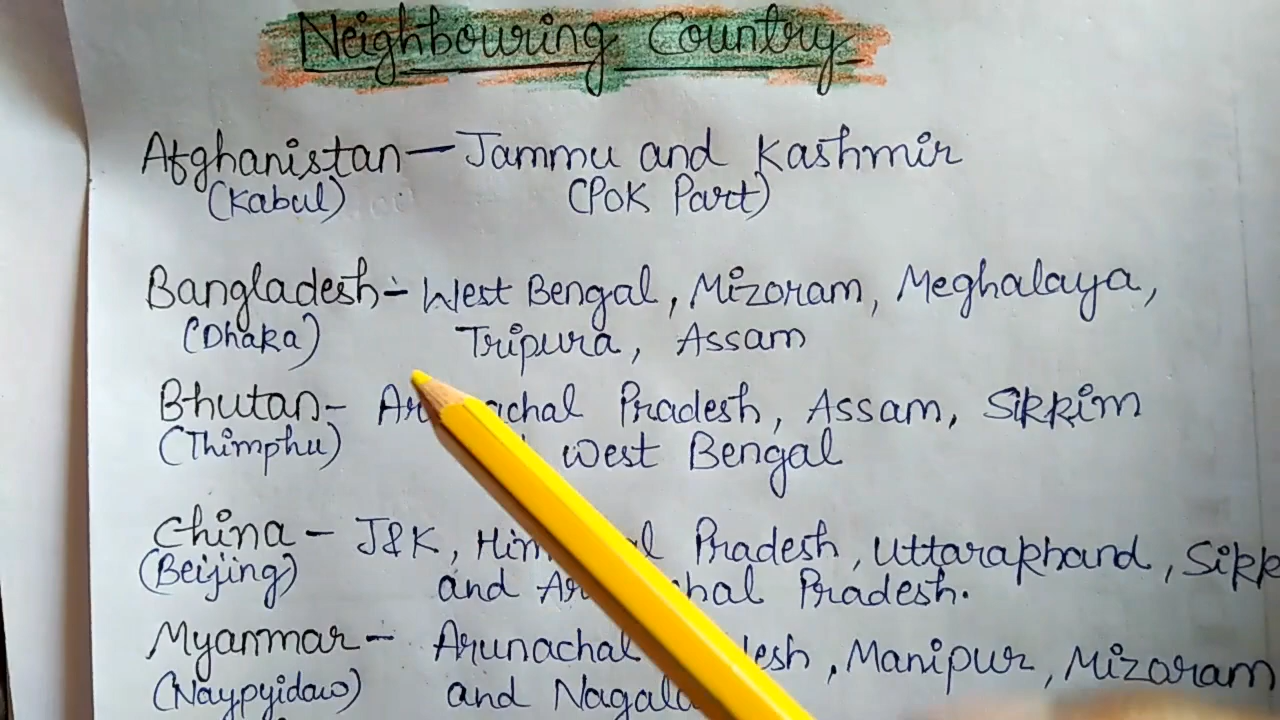 Neighbouring Country
Afghanistan — Jammu and Kashmir
(Kabul) (POK Part)
Bangladesh - West Bengal, Mizoram, Meghalaya,
(Dhaka) Tripura, Assam
Bhutan - Pradesh, Assam, Sikkim
(Thimphu) West Bengal
China - J&K, Pradesh, Uttarakhand,
(Beijing) and Pradesh.
Myanmar - Arunachal , Manipur, Mizoram
(Naypyidaw) and